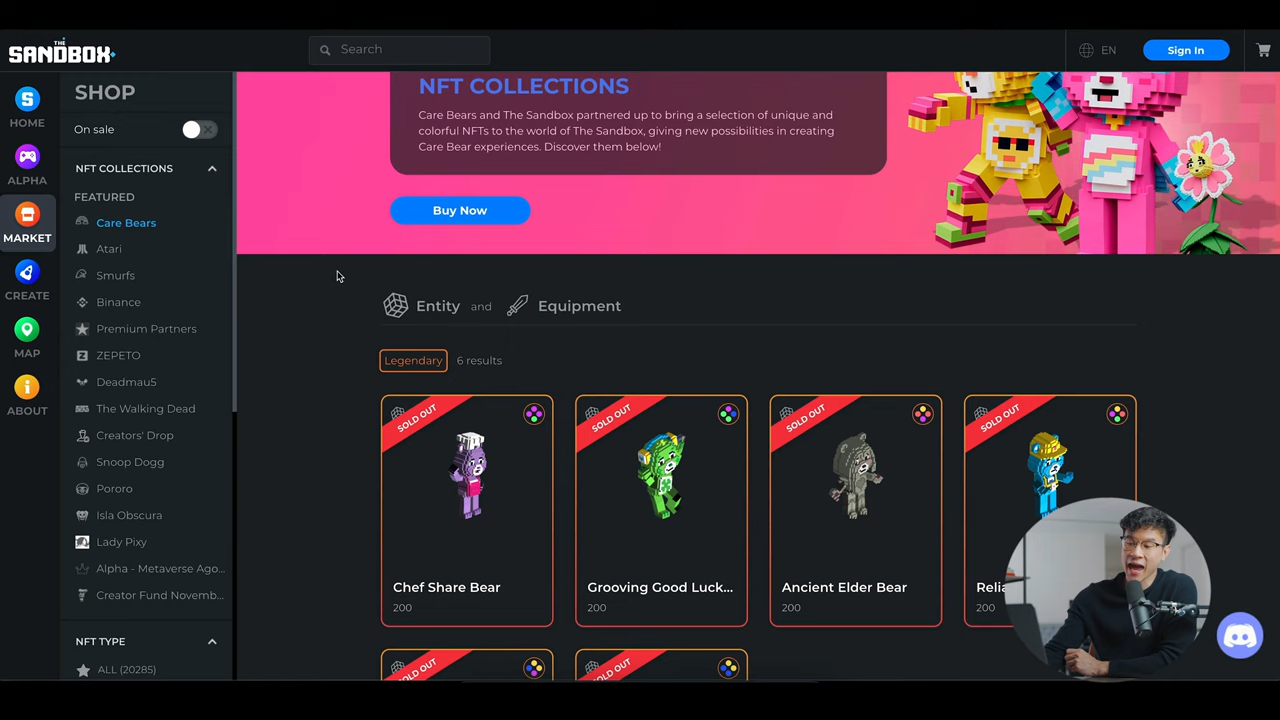 THE
SANDBOX
Search
EN
Sign In
HOME
ALPHA
MARKET
CREATE
MAP
ABOUT
SHOP
On sale
NFT COLLECTIONS
FEATURED
Care Bears
Atari
Smurfs
Binance
Premium Partners
ZEPETO
Deadmau5
The Walking Dead
Creators' Drop
Snoop Dogg
Pororo
Isla Obscura
Lady Pixy
Alpha - Metaverse Ago...
Creator Fund Novemb...
NFT TYPE
ALL (20285)
NFT COLLECTIONS
Care Bears and The Sandbox partnered up to bring a selection of unique and
colorful NFTs to the world of The Sandbox, giving new possibilities in creating
Care Bear experiences. Discover them below!
Buy Now
Entity and Equipment
Legendary 6 results
SOLD OUT
SOLD OUT
SOLD OUT
SOLD OUT
Chef Share Bear
200
Grooving Good Luck...
200
Ancient Elder Bear
200
Relia
200
SOLD OUT
SOLD OUT